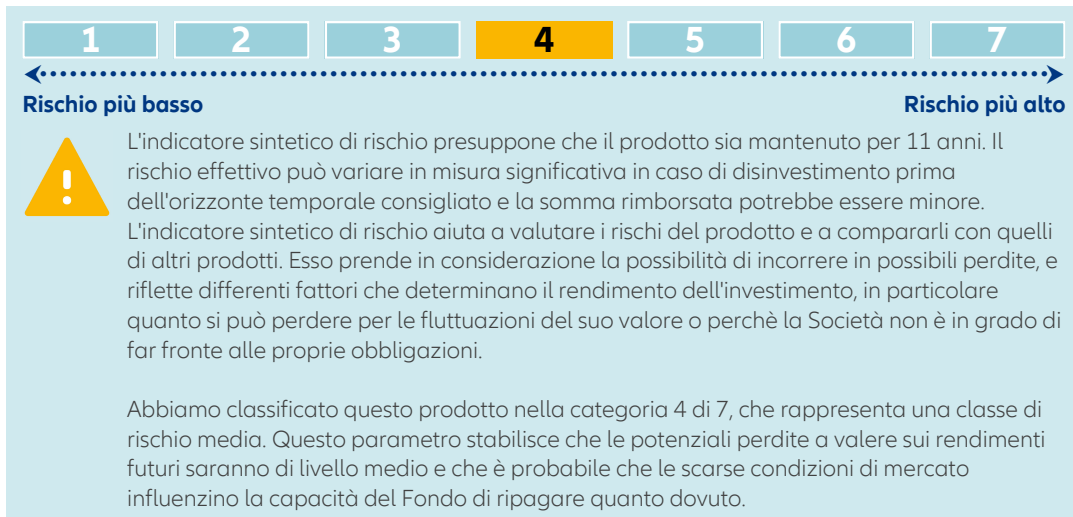 1 2 3 4 5 6 7
Rischio più basso Rischio più alto
L'indicatore sintetico di rischio presuppone che il prodotto sia mantenuto per 11 anni. Il
rischio effettivo può variare in misura significativa in caso di disinvestimento prima
dell'orizzonte temporale consigliato e la somma rimborsata potrebbe essere minore.
L'indicatore sintetico di rischio aiuta a valutare i rischi del prodotto e a compararli con quelli
di altri prodotti. Esso prende in considerazione la possibilità di incorrere in possibili perdite, e
riflette differenti fattori che determinano il rendimento dell'investimento, in particolare
quanto si può perdere per le fluttuazioni del suo valore o perchè la Società non è in grado di
far fronte alle proprie obbligazioni.
Abbiamo classificato questo prodotto nella categoria 4 di 7, che rappresenta una classe di
rischio media. Questo parametro stabilisce che le potenziali perdite a valere sui rendimenti
futuri saranno di livello medio e che è probabile che le scarse condizioni di mercato
influenzino la capacità del Fondo di ripagare quanto dovuto.